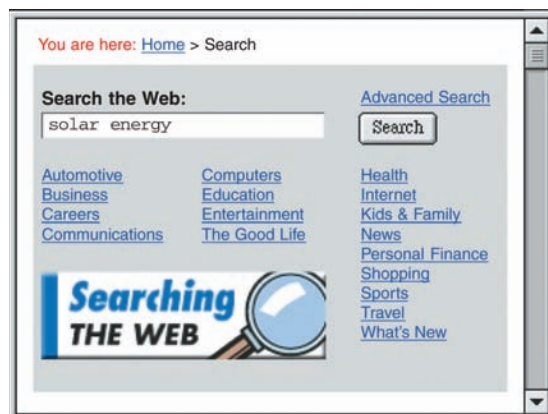 You are here: Home > Search
Search the Web:
Advanced Search
solar energy
Search
Automotive
Business
Careers
Communications
Computers
Education
Entertainment
The Good Life
Health
Internet
Kids & Family
News
Personal Finance
Shopping
Sports
Travel
What's New
Searching
THE WEB